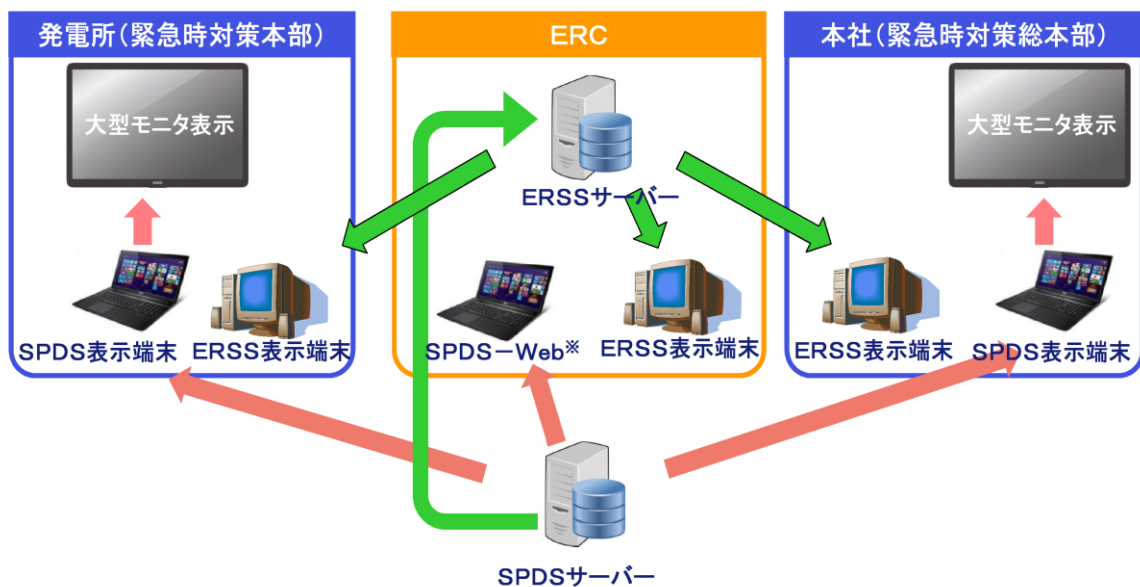 発電所（緊急時対策本部）
ERC
本社（緊急時対策総本部）
大型モニタ表示
大型モニタ表示
ERSSサーバー
SPDS表示端末
ERSS表示端末
SPDS－Web※
ERSS表示端末
ERSS表示端末
SPDS表示端末
SPDSサーバー